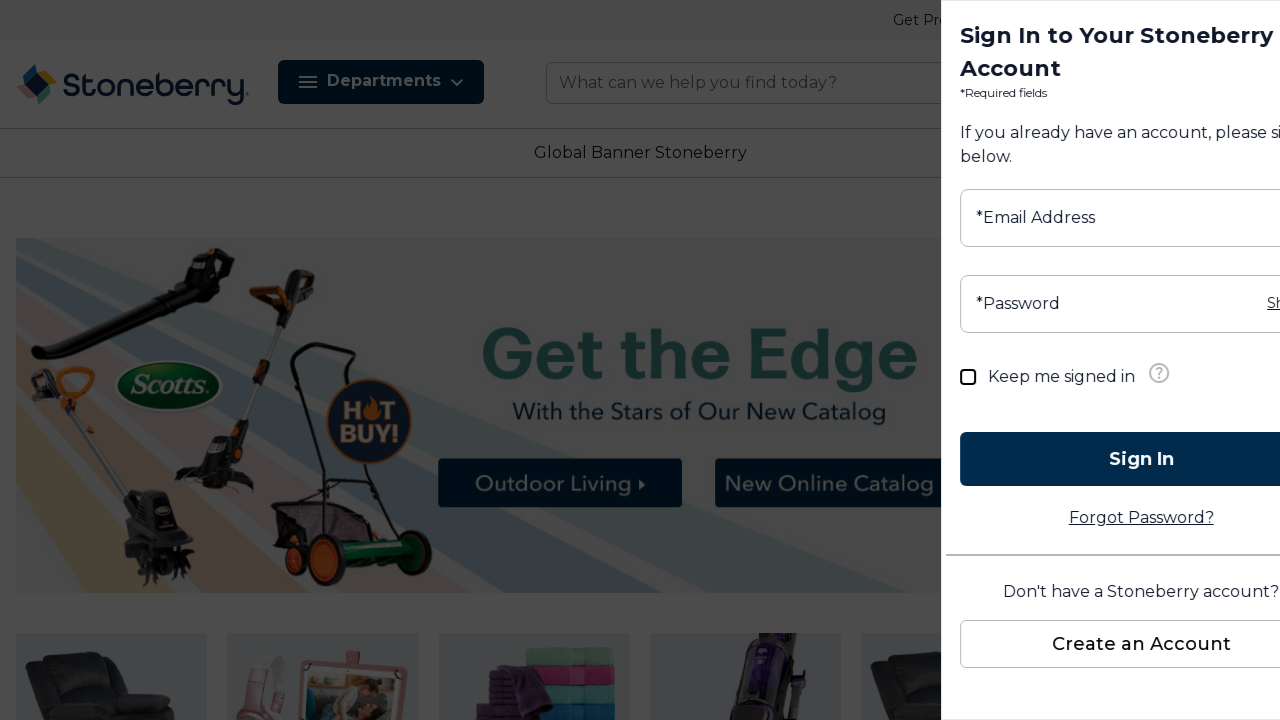 Get Pr
Stoneberry
Departments
What can we help you find today?
Global Banner Stoneberry
Scotts
HOT
BUY!
Get the Edge
With the Stars of Our New Catalog
Outdoor Living
New Online Catalog
Sign In to Your Stoneberry
Account
*Required fields
If you already have an account, please si
below.
*Email Address
*Password
Sh
Keep me signed in
?
Sign In
Forgot Password?
Don't have a Stoneberry account?
Create an Account